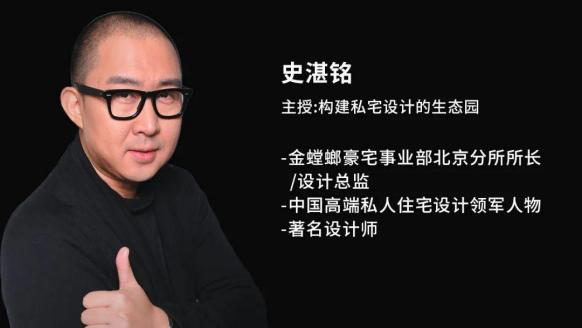 史湛铭
主授:构建私宅设计的生态园
-金螳螂豪宅事业部北京分所所长
/设计总监
-中国高端私人住宅设计领军人物
-著名设计师